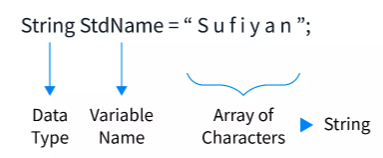 String StdName = “ S u f i y a n ”;
Data Type
Variable Name
Array of Characters
String